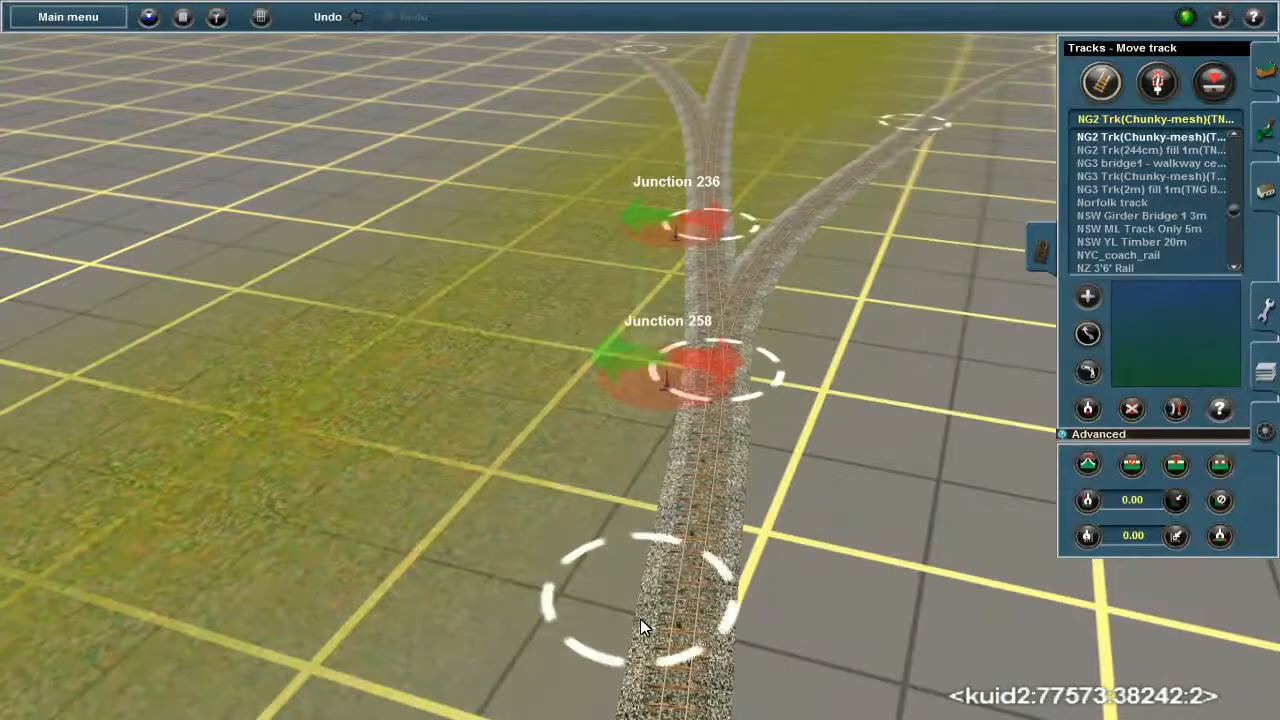 Main menu
Undo
Redo
?
Tracks - Move track
NG2 Trk(Chunky-mesh)(TN...
NG2 Trk(Chunky-mesh)(T...
NG2 Trk(244cm) fill 1m(TN...
NG3 bridge1 - walkway ce...
NG3 Trk(Chunky-mesh)(T...
NG3 Trk(2m) fill 1m(TNG B...
Norfolk track
NSW Girder Bridge 1 3m
NSW ML Track Only 5m
NSW YL Timber 20m
NYC_coach_rail
NZ 3'6' Rail
?
Advanced
0.00
0.00
Junction 236
Junction 258
<kuid2:77573:38242:2>